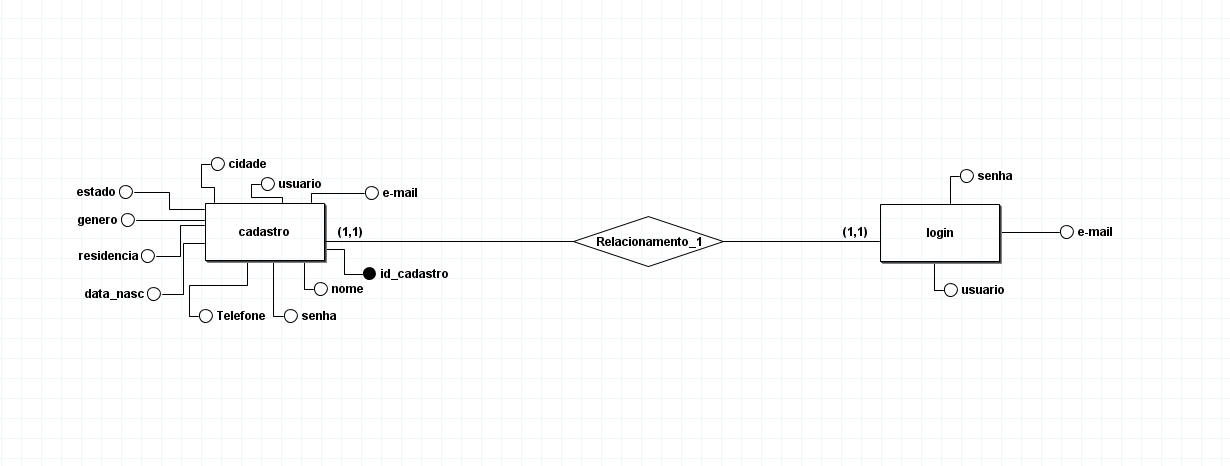 cidade
usuario
estado
e-mail
genero
cadastro
residencia
data_nasc
id_cadastro
nome
Telefone
senha
(1,1)
Relacionamento_1
(1,1)
senha
login
e-mail
usuario